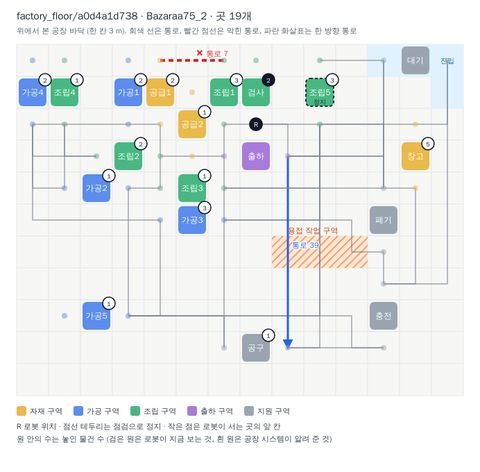 factory_floor/a0d4a1d738 · Bazaraa75_2 · 곳 19개
위에서 본 공장 바닥 (한 칸 3 m). 회색 선은 통로, 빨간 점선은 막힌 통로, 파란 화살표는 한 방향 통로
✕ 통로 7
대기
진입
가공4 2
조립4 1
가공1 2
공급1 2
조립1 3
검사 2
조립5 3
정지
공급2 1
R
조립2 2
출하
창고 5
가공2 1
조립3 1
가공3 3
폐기
용접 작업 구역
통로 39
가공5 1
충전
공구 1
자재 구역 가공 구역 조립 구역 출하 구역 지원 구역
R 로봇 위치 · 점선 테두리는 점검으로 정지 · 작은 점은 로봇이 서는 곳의 앞 칸
원 안의 수는 놓인 물건 수 (검은 원은 로봇이 지금 보는 것, 흰 원은 공장 시스템이 알려 준 것)